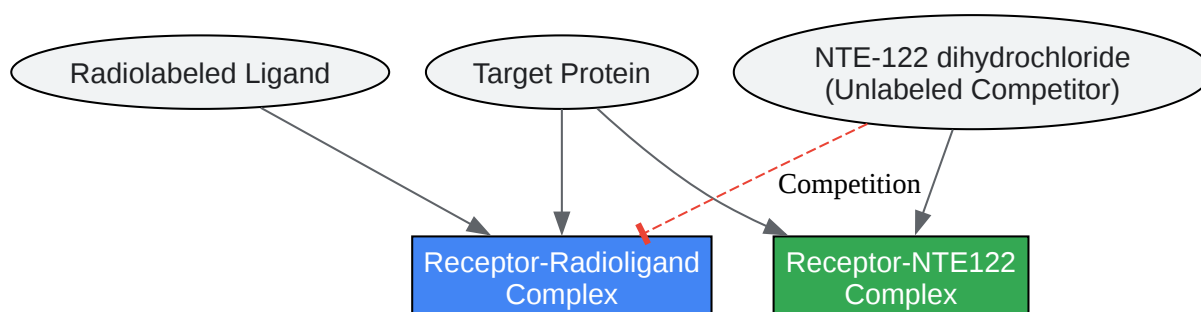 Radiolabeled Ligand
Target Protein
NTE-122 dihydrochloride
(Unlabeled Competitor)
Competition
Receptor-Radioligand
Complex
Receptor-NTE122
Complex